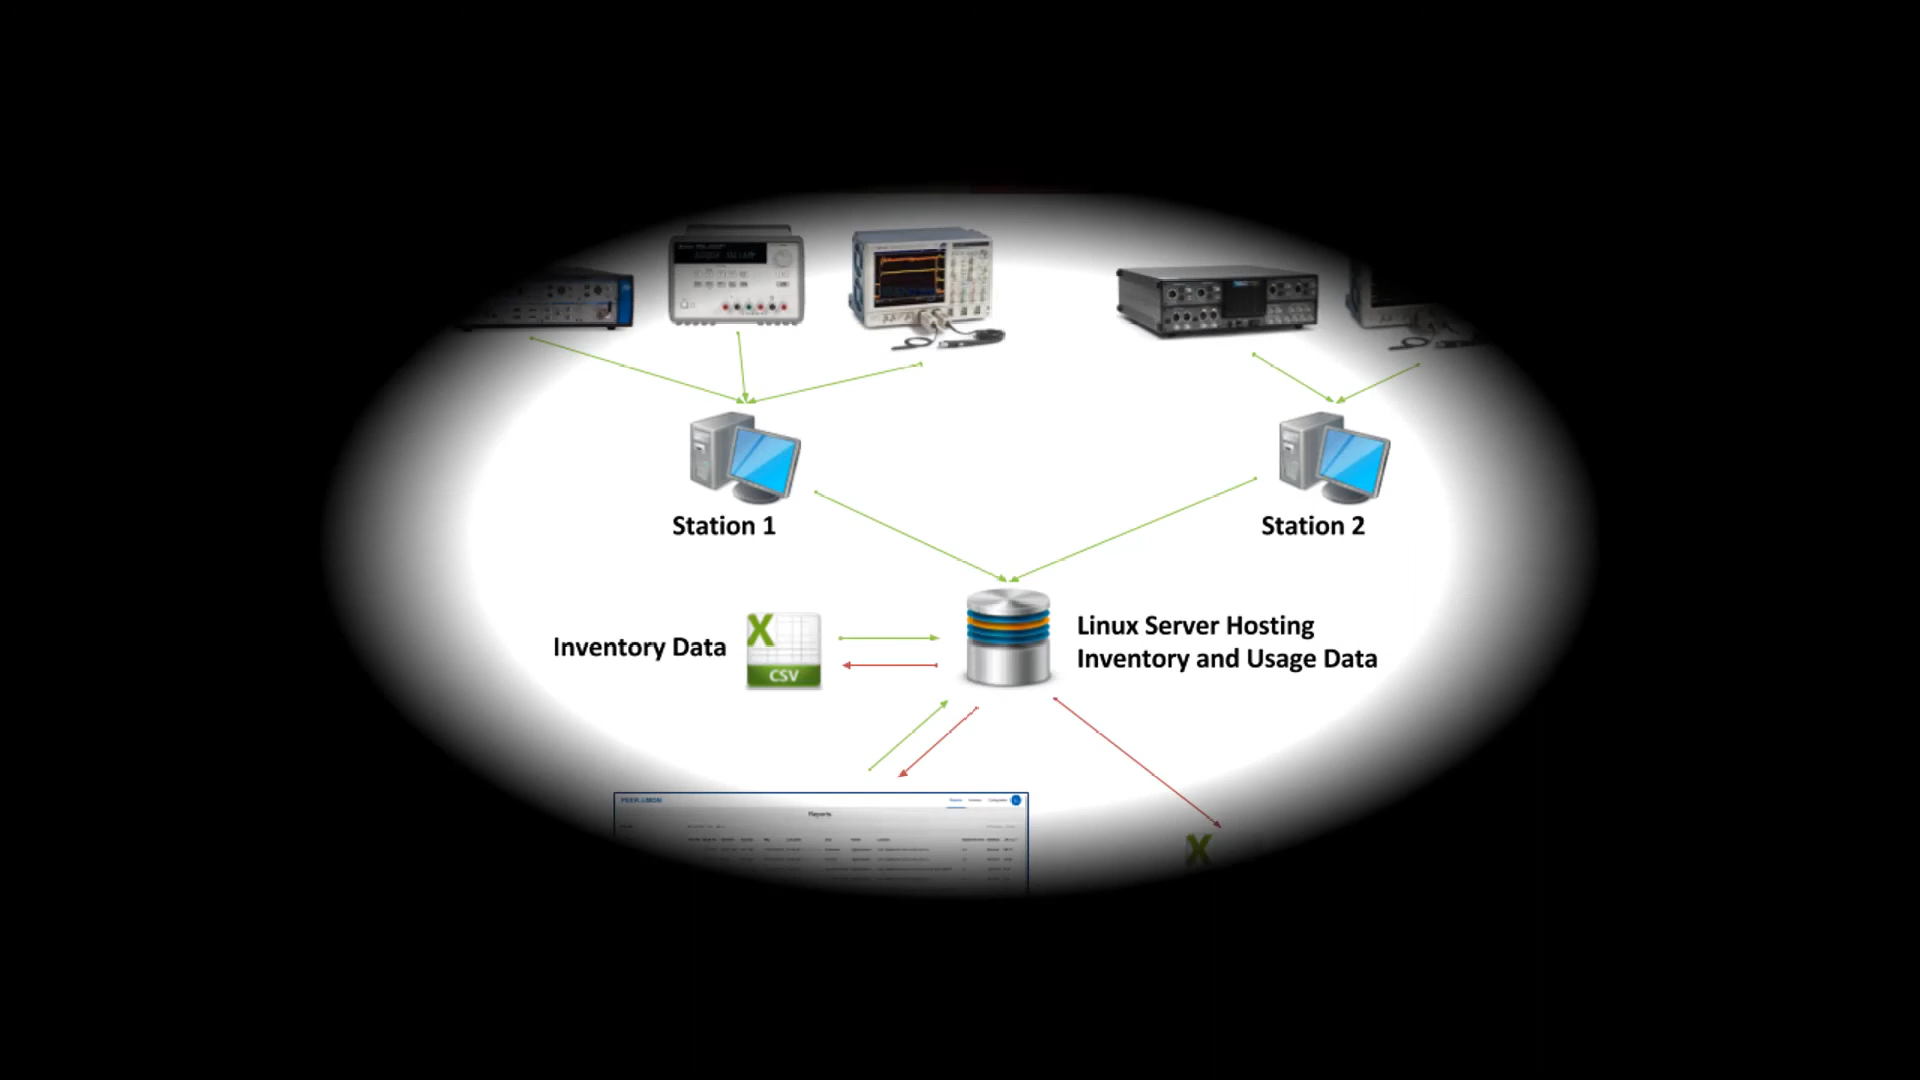 Station 1
Station 2
Inventory Data
CSV
Linux Server Hosting
Inventory and Usage Data
Reports